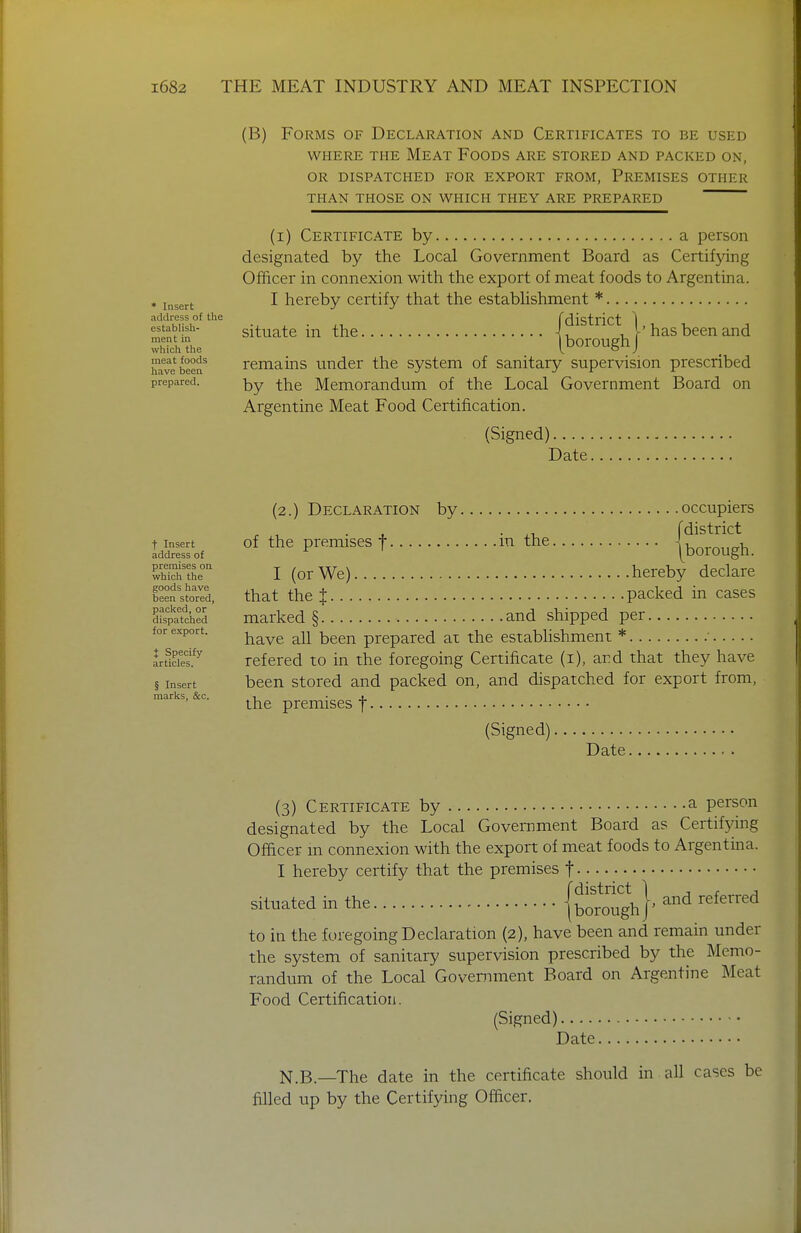 1682 THE MEAT INDUSTRY AND MEAT INSPECTION
(B) FORMS OF DECLARATION AND CERTIFICATES TO BE USED
WHERE THE MEAT FOODS ARE STORED AND PACKED ON,
OR DISPATCHED FOR EXPORT FROM, PREMISES OTHER
THAN THOSE ON WHICH THEY ARE PREPARED
(1) CERTIFICATE by.......................... a person
designated by the Local Government Board as Certifying
Officer in connexion with the export of meat foods to Argentina.
I hereby certify that the establishment *...............
situate in the.................... {district / borough}, has been and
remains under the system of sanitary supervision prescribed
by the Memorandum of the Local Government Board on
Argentine Meat Food Certification.
(Signed)........................
Date................
* Insert
address of the
establish-
ment in
which the
meat foods
have been
prepared.
(2.) DECLARATION by........................occupiers
of the premises †............in the............ {district / borough.
I (or We)..............................hereby declare
that the ‡................................packed in cases
marked §....................and shipped per............
have all been prepared at the establishment *..............
refered to in the foregoing Certificate (1), and that they have
been stored and packed on, and dispatched for export from,
the premises †........................
(Signed)....................
Date............
† Insert
address of
premises on
which the
goods have
been stored,
packed, or
dispatched
for export.
‡ Specify
articles.
§ Insert
marks, &c.
(3) CERTIFICATE by ..........................a person
designated by the Local Government Board as Certifying
Officer in connexion with the export of meat foods to Argentina.
I hereby certify that the premises †......................
situated in the........................ {district / borough}, and referred
to in the foregoing Declaration (2), have been and remain under
the system of sanitary supervision prescribed by the Memo-
randum of the Local Government Board on Argentine Meat
Food Certification.
(Signed)....................
Date................
N.B.—The date in the certificate should in all cases be
filled up by the Certifying Officer.